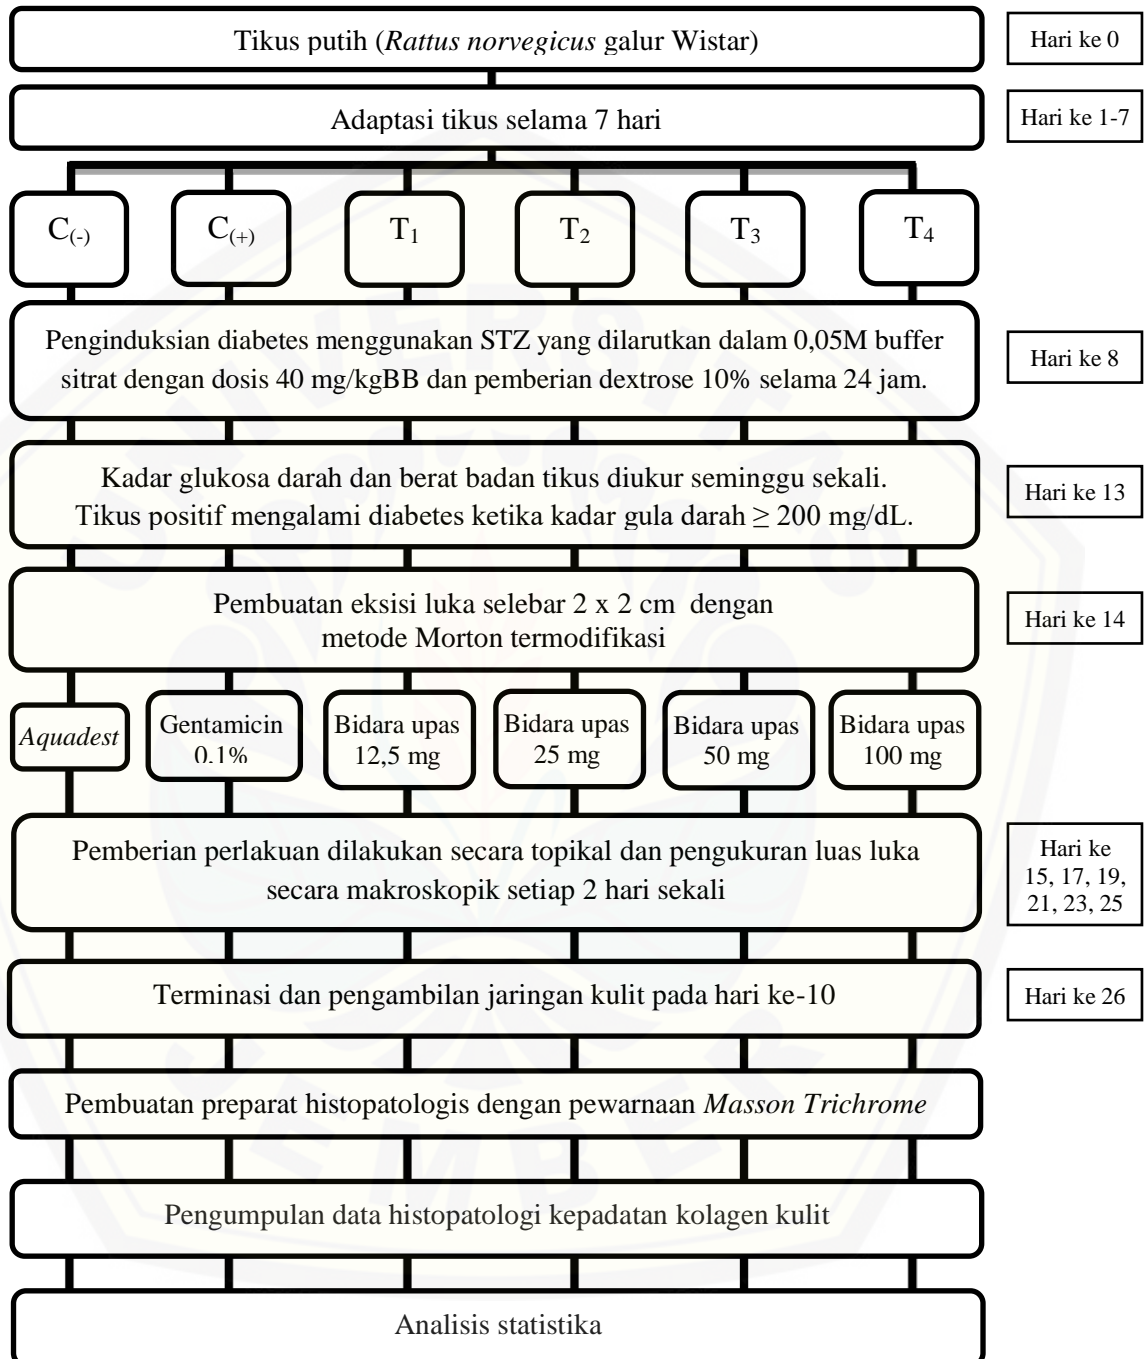 Tikus putih (Rattus norvegicus galur Wistar)
Hari ke 0
Adaptasi tikus selama 7 hari
Hari ke 1-7
C(-)
C(+)
T1
T2
T3
T4
Penginduksian diabetes menggunakan STZ yang dilarutkan dalam 0,05M buffer
sitrat dengan dosis 40 mg/kgBB dan pemberian dextrose 10% selama 24 jam.
Hari ke 8
Kadar glukosa darah dan berat badan tikus diukur seminggu sekali.
Tikus positif mengalami diabetes ketika kadar gula darah ≥ 200 mg/dL.
Hari ke 13
Pembuatan eksisi luka selebar 2 x 2 cm dengan
metode Morton termodifikasi
Hari ke 14
Aquadest
Gentamicin
0.1%
Bidara upas
12,5 mg
Bidara upas
25 mg
Bidara upas
50 mg
Bidara upas
100 mg
Pemberian perlakuan dilakukan secara topikal dan pengukuran luas luka
secara makroskopik setiap 2 hari sekali
Hari ke
15, 17, 19,
21, 23, 25
Terminasi dan pengambilan jaringan kulit pada hari ke-10
Hari ke 26
Pembuatan preparat histopatologis dengan pewarnaan Masson Trichrome
Pengumpulan data histopatologi kepadatan kolagen kulit
Analisis statistika
UNIVERSITAS
JEMBER